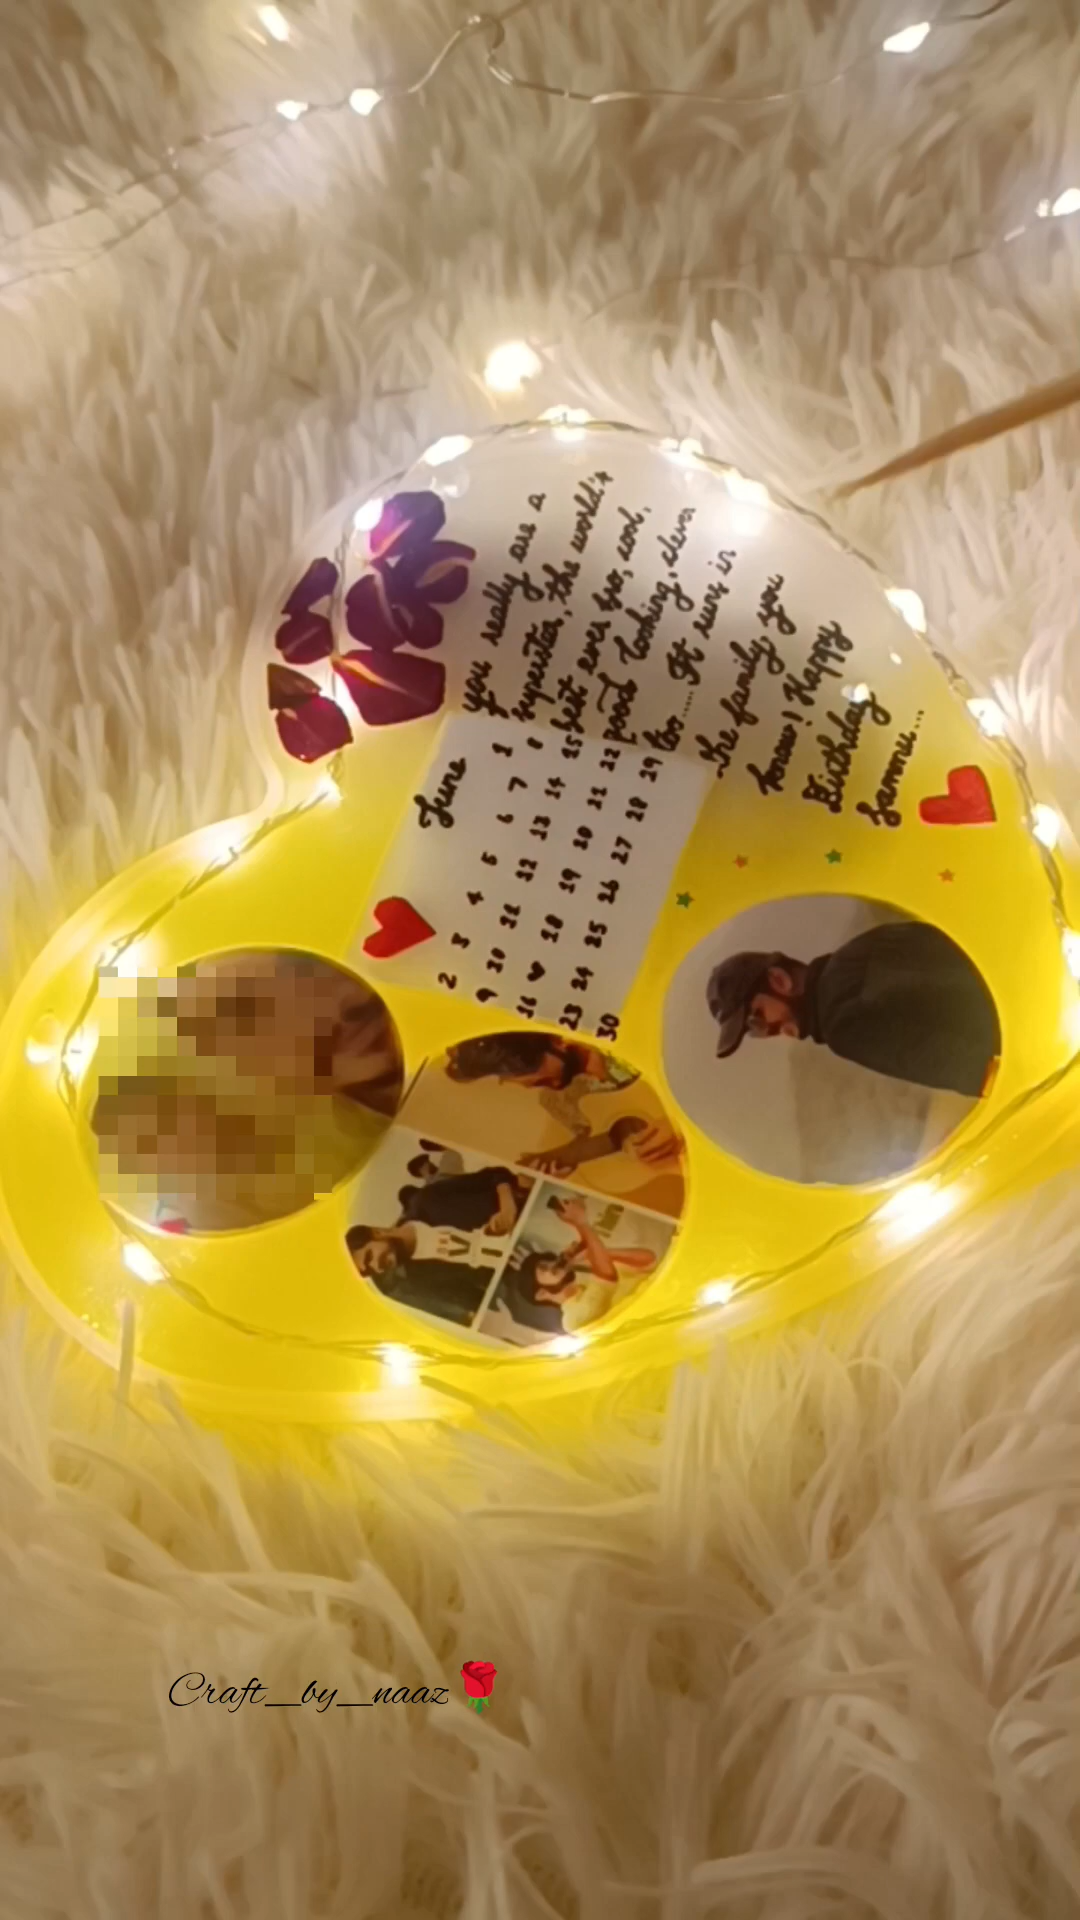 you really are a
superstar, the world's
best ever bro, cool,
good looking, clever
too..... It runs in
the family you
know! Happy
Birthday
Sammu...
June
1
2 3 4 5 6 7 8
9 10 11 12 13 14 15
16 ♥ 18 19 20 21 22
23 24 25 26 27 28 29
30
Craft_by_naaz🌹